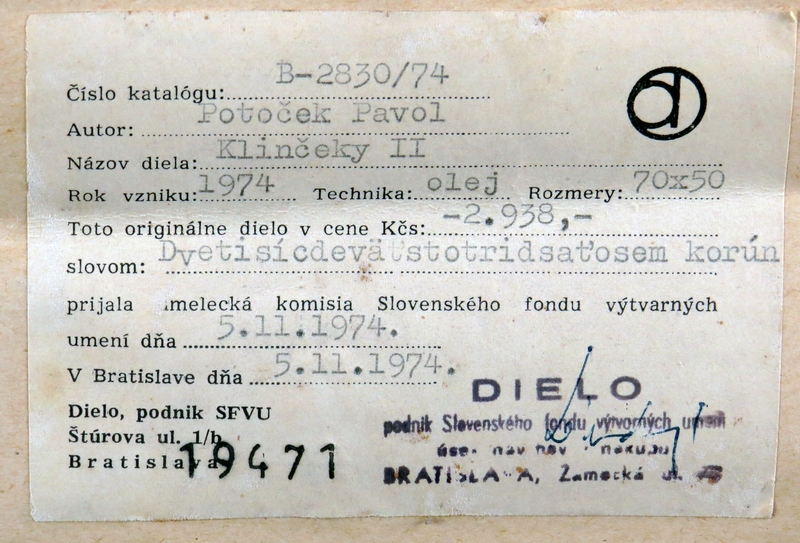 Číslo katalógu: B-2830/74
Autor: Potoček Pavol
Názov diela: Klinčeky II
Rok vzniku: 1974 Technika: olej Rozmery: 70x50
Toto originálne dielo v cene Kčs: -2.938,-
slovom: Dvetisícdeväťstotridsaťosem korún
prijala umelecká komisia Slovenského fondu výtvarných
umení dňa 5.11.1974.
V Bratislave dňa 5.11.1974.
Dielo, podnik SFVU
Štúrova ul. 1/b
Bratislava
19471
DIELO
podnik Slovenského fondu výtvorných umení
nákupu
BRATISLAVA, Zamecká ul.